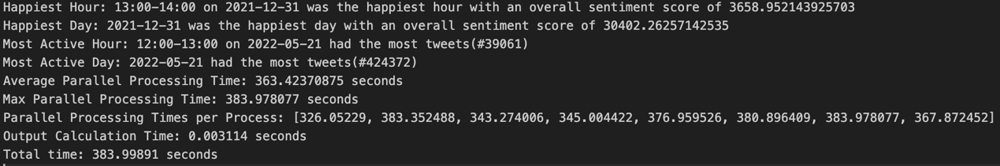 Happiest Hour: 13:00-14:00 on 2021-12-31 was the happiest hour with an overall sentiment score of 3658.952143925703
Happiest Day: 2021-12-31 was the happiest day with an overall sentiment score of 30402.26257142535
Most Active Hour: 12:00-13:00 on 2022-05-21 had the most tweets(#39061)
Most Active Day: 2022-05-21 had the most tweets(#424372)
Average Parallel Processing Time: 363.42370875 seconds
Max Parallel Processing Time: 383.978077 seconds
Parallel Processing Times per Process: [326.05229, 383.352488, 343.274006, 345.004422, 376.959526, 380.896409, 383.978077, 367.872452]
Output Calculation Time: 0.003114 seconds
Total time: 383.99891 seconds